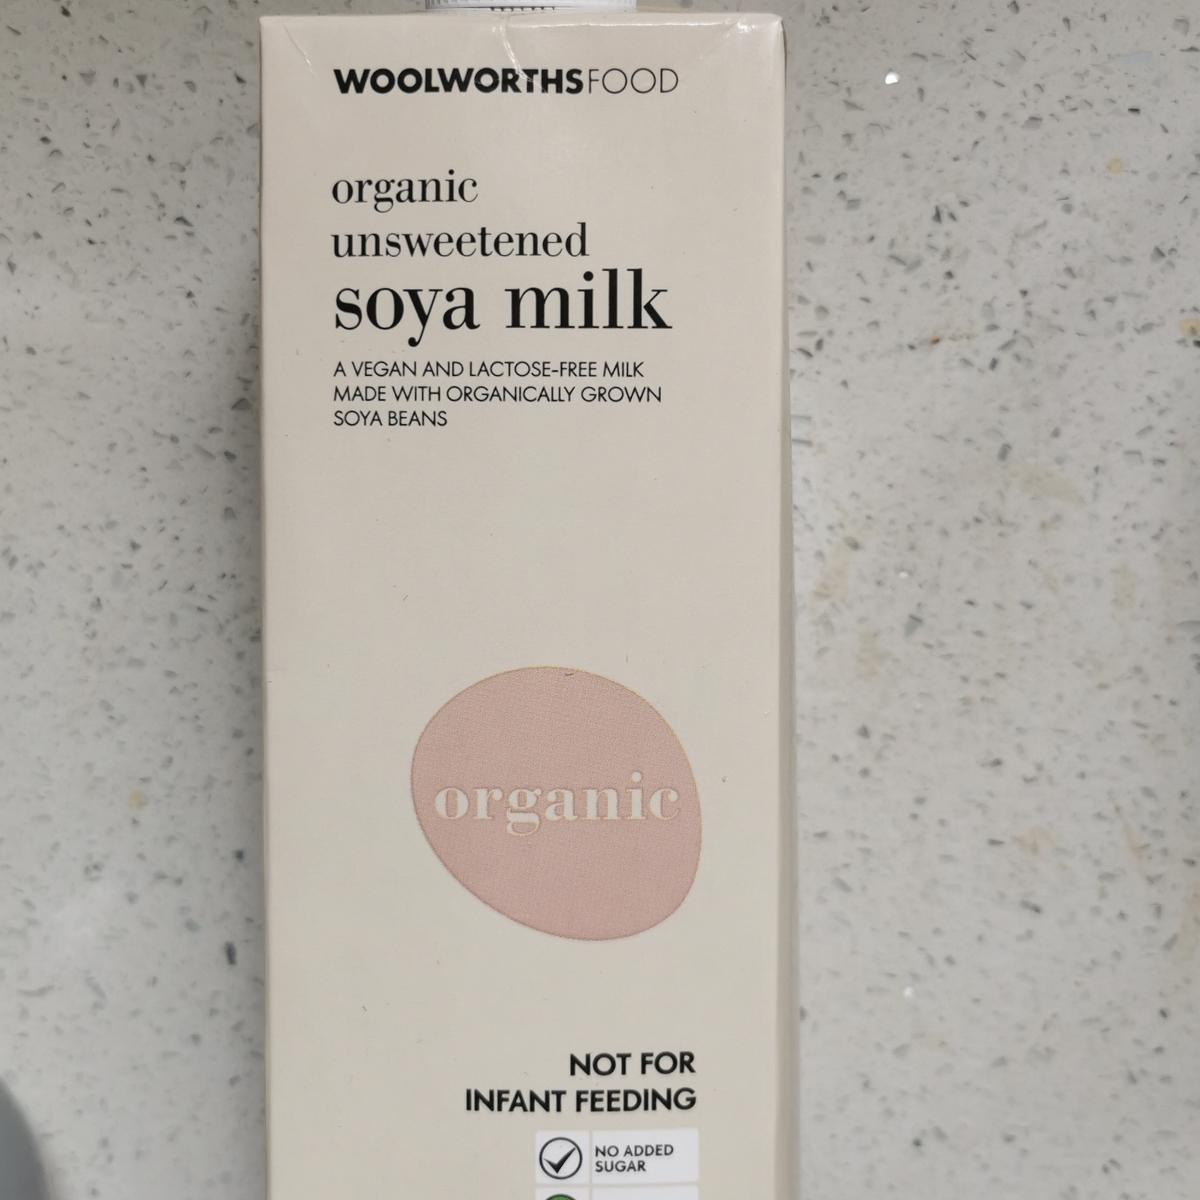 WOOLWORTHSFOOD
organic
unsweetened
soya milk
A VEGAN AND LACTOSE-FREE MILK
MADE WITH ORGANICALLY GROWN
SOYA BEANS
organic
NOT FOR
INFANT FEEDING
NO ADDED
SUGAR